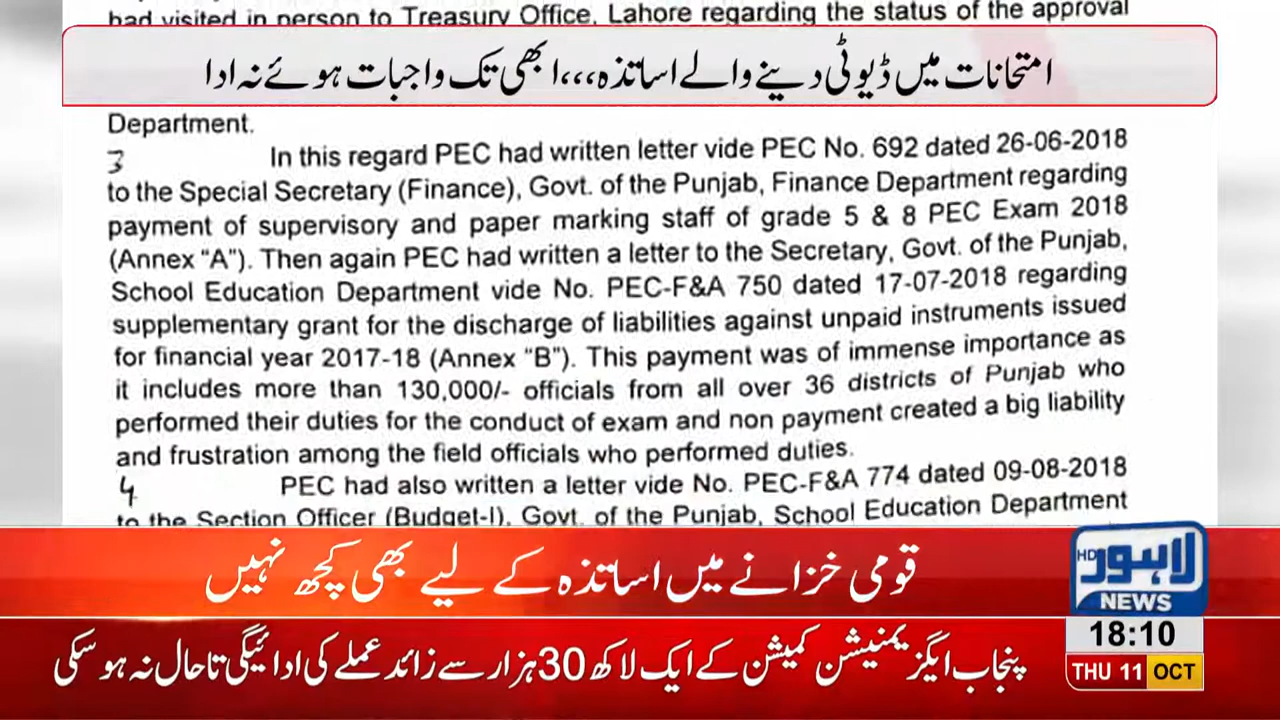 had visited in person to Treasury Office, Lahore regarding the status of the approval
امتحانات میں ڈیوٹی دینے والے اساتذہ،،،ابھی تک واجبات ہوئے نہ ادا
Department.
3 In this regard PEC had written letter vide PEC No. 692 dated 26-06-2018
to the Special Secretary (Finance), Govt. of the Punjab, Finance Department regarding
payment of supervisory and paper marking staff of grade 5 & 8 PEC Exam 2018
(Annex “A”). Then again PEC had written a letter to the Secretary, Govt. of the Punjab,
School Education Department vide No. PEC-F&A 750 dated 17-07-2018 regarding
supplementary grant for the discharge of liabilities against unpaid instruments issued
for financial year 2017-18 (Annex “B”). This payment was of immense importance as
it includes more than 130,000/- officials from all over 36 districts of Punjab who
performed their duties for the conduct of exam and non payment created a big liability
and frustration among the field officials who performed duties.
4 PEC had also written a letter vide No. PEC-F&A 774 dated 09-08-2018
to the Section Officer (Budget-I), Govt. of the Punjab, School Education Department
قومی خزانے میں اساتذہ کے لیے بھی کچھ نہیں
HD لاہور
NEWS
18:10
THU 11 OCT
پنجاب ایگزیمنیشن کمیشن کے ایک لاکھ 30 ہزار سے زائد عملے کی ادائیگی تاحال نہ ہو سکی